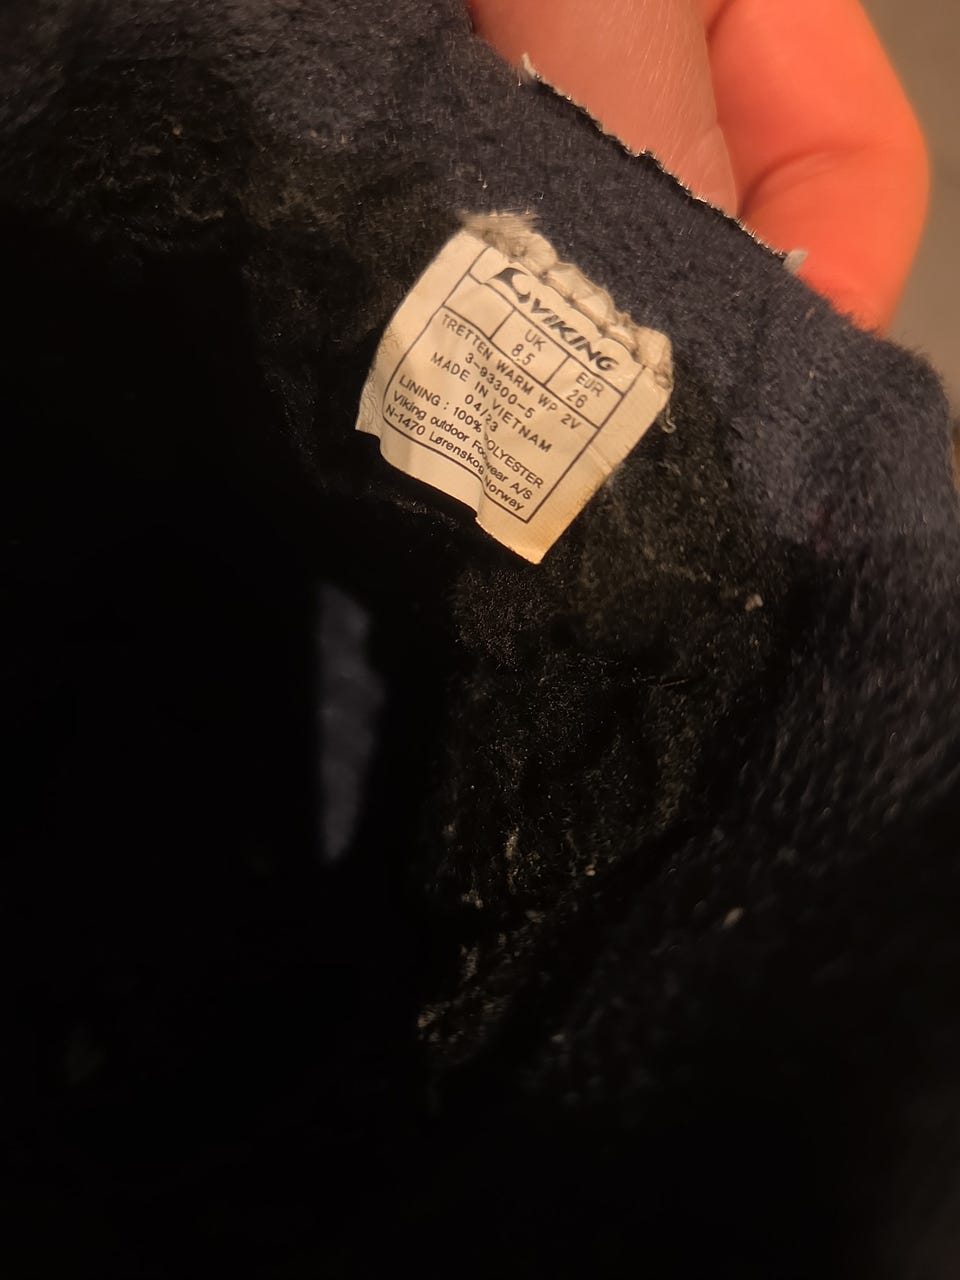 VIKING
UK EUR
8.5 26
TRETTEN WARM WP 2V
3-93300-5
MADE IN VIETNAM
04/23
LINING : 100% POLYESTER
Viking outdoor Footwear A/S
N-1470 Lørenskog Norway